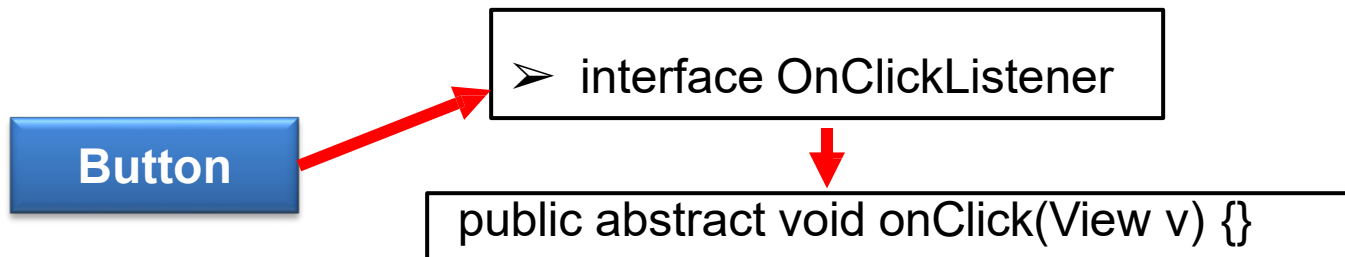 ➢ interface OnClickListener
Button
public abstract void onClick(View v) {}